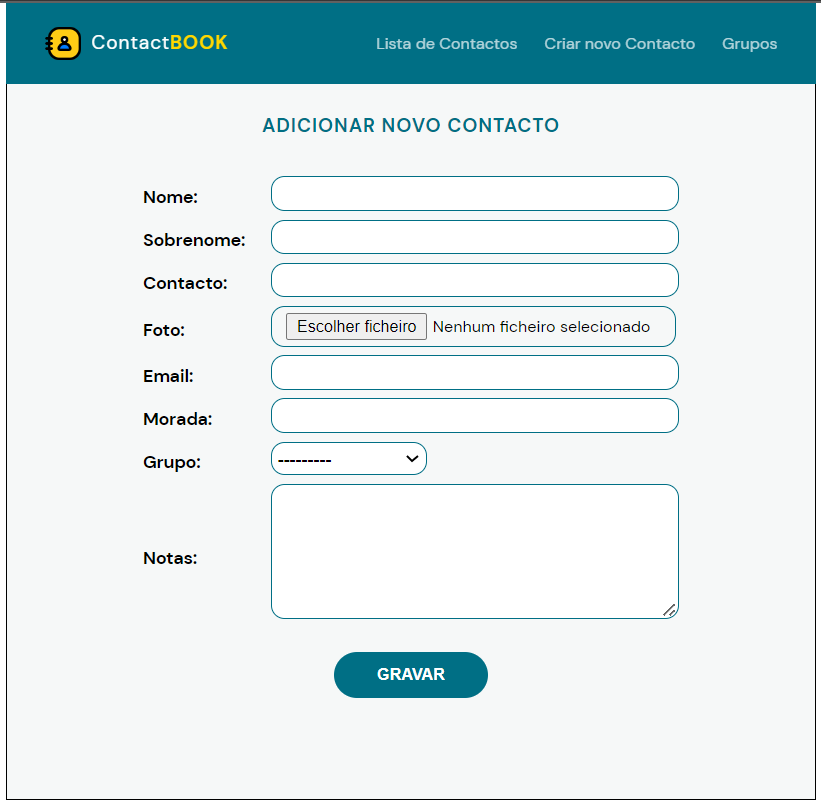 ContactBOOK Lista de Contactos Criar novo Contacto Grupos
ADICIONAR NOVO CONTACTO
Nome:
Sobrenome:
Contacto:
Foto: Escolher ficheiro Nenhum ficheiro selecionado
Email:
Morada:
Grupo: ---------
Notas:
GRAVAR